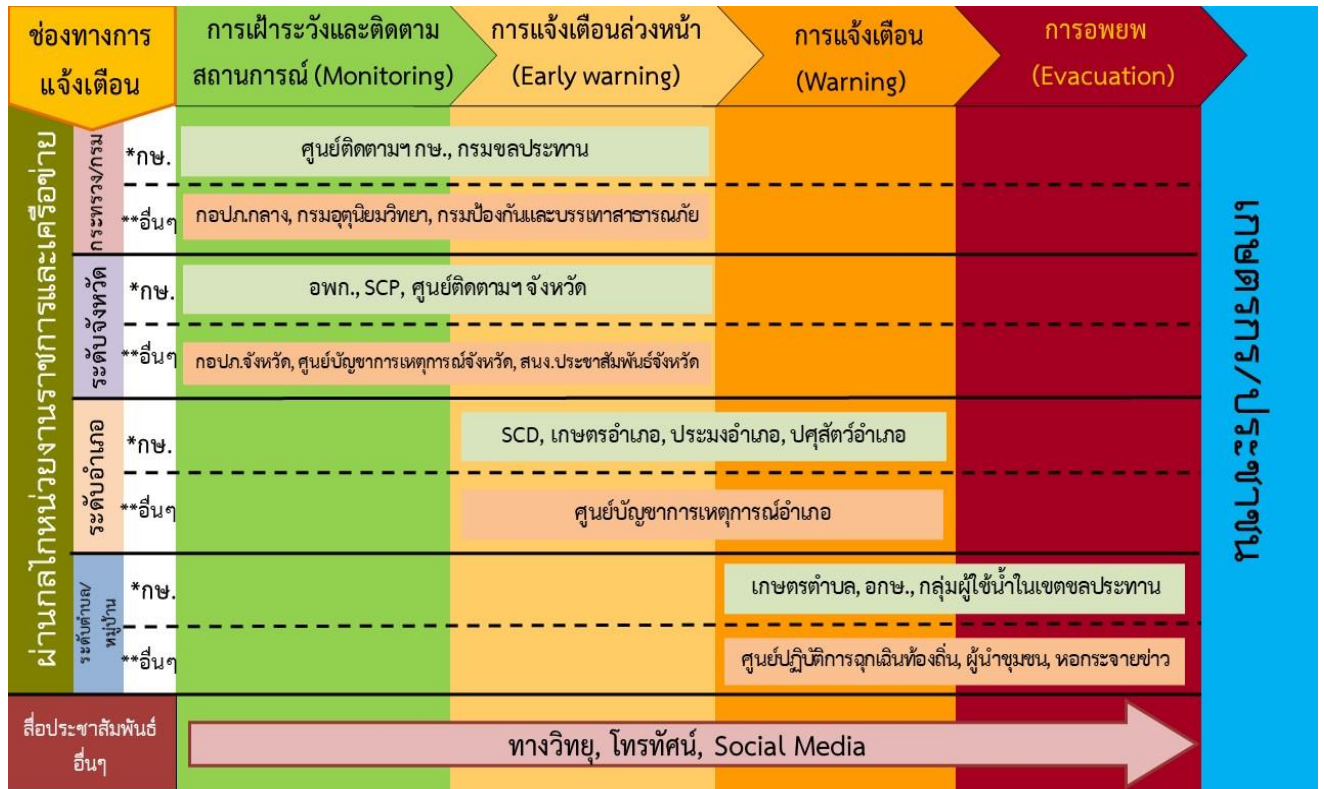 ช่องทางการ
แจ้งเตือน
การเฝ้าระวังและติดตาม
สถานการณ์ (Monitoring)
การแจ้งเตือนล่วงหน้า
(Early warning)
การแจ้งเตือน
(Warning)
การอพยพ
(Evacuation)
ผ่านกลไกหน่วยงานราชการและเครือข่าย
กระทรวง/กรม
*กษ.
ศูนย์ติดตามฯ กษ., กรมชลประทาน
**อื่นๆ
กอปภ.กลาง, กรมอุตุนิยมวิทยา, กรมป้องกันและบรรเทาสาธารณภัย
ระดับจังหวัด
*กษ.
อพก., SCP, ศูนย์ติดตามฯ จังหวัด
**อื่นๆ
กอปภ.จังหวัด, ศูนย์บัญชาการเหตุการณ์จังหวัด, สนง.ประชาสัมพันธ์จังหวัด
ระดับอำเภอ
*กษ.
SCD, เกษตรอำเภอ, ประมงอำเภอ, ปศุสัตว์อำเภอ
**อื่นๆ
ศูนย์บัญชาการเหตุการณ์อำเภอ
ระดับตำบล/
หมู่บ้าน
*กษ.
เกษตรตำบล, อกษ., กลุ่มผู้ใช้น้ำในเขตชลประทาน
**อื่นๆ
ศูนย์ปฏิบัติการฉุกเฉินท้องถิ่น, ผู้นำชุมชน, หอกระจายข่าว
สื่อประชาสัมพันธ์
อื่นๆ
ทางวิทยุ, โทรทัศน์, Social Media
เกษตรกร/ประชาชน